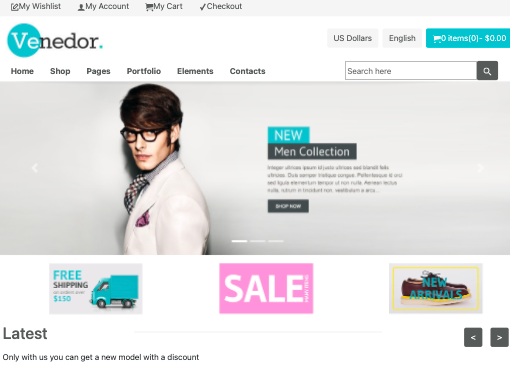 My Wishlist My Account My Cart Checkout
Venedor.
US Dollars English 0 items(0)- $0.00
Home Shop Pages Portfolio Elements Contacts
Search here
NEW
Men Collection
SHOP NOW
FREE
SHIPPING
$150
SALE
NEW
ARRIVALS
Latest
< >
Only with us you can get a new model with a discount